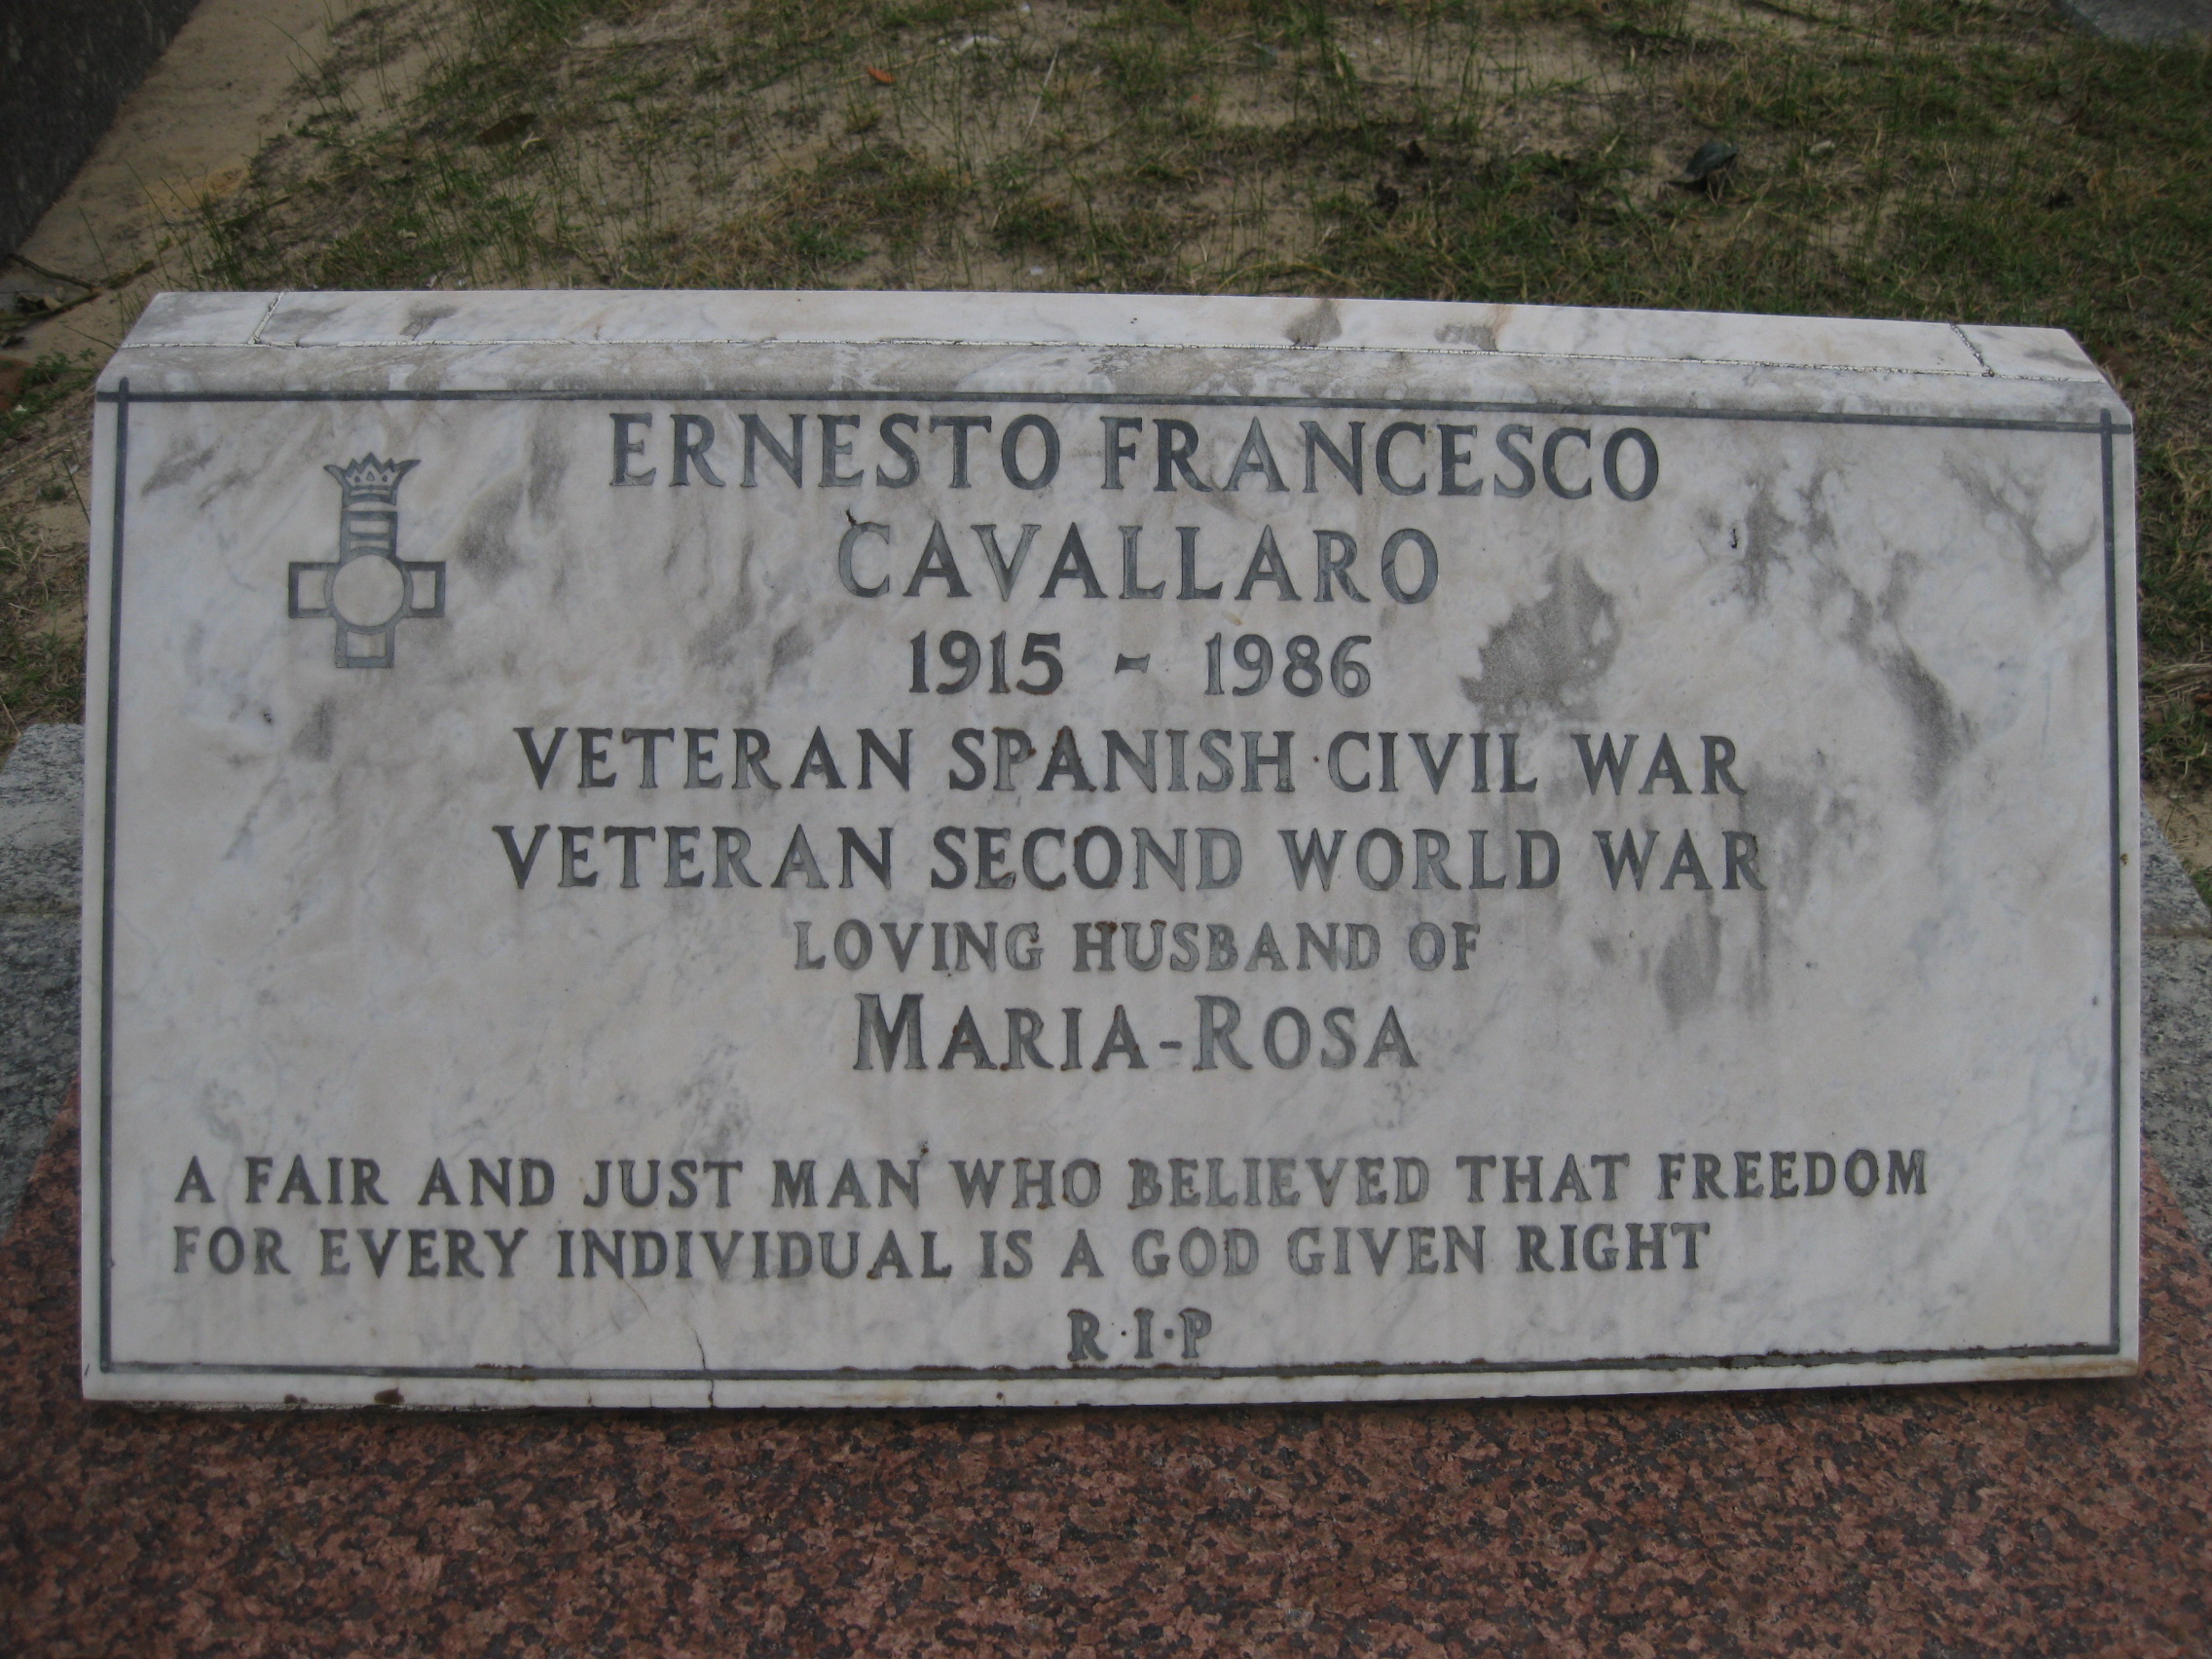 ERNESTO FRANCESCO
CAVALLARO
1915 - 1986
VETERAN SPANISH CIVIL WAR
VETERAN SECOND WORLD WAR
LOVING HUSBAND OF
MARIA-ROSA
A FAIR AND JUST MAN WHO BELIEVED THAT FREEDOM
FOR EVERY INDIVIDUAL IS A GOD GIVEN RIGHT
R·I·P